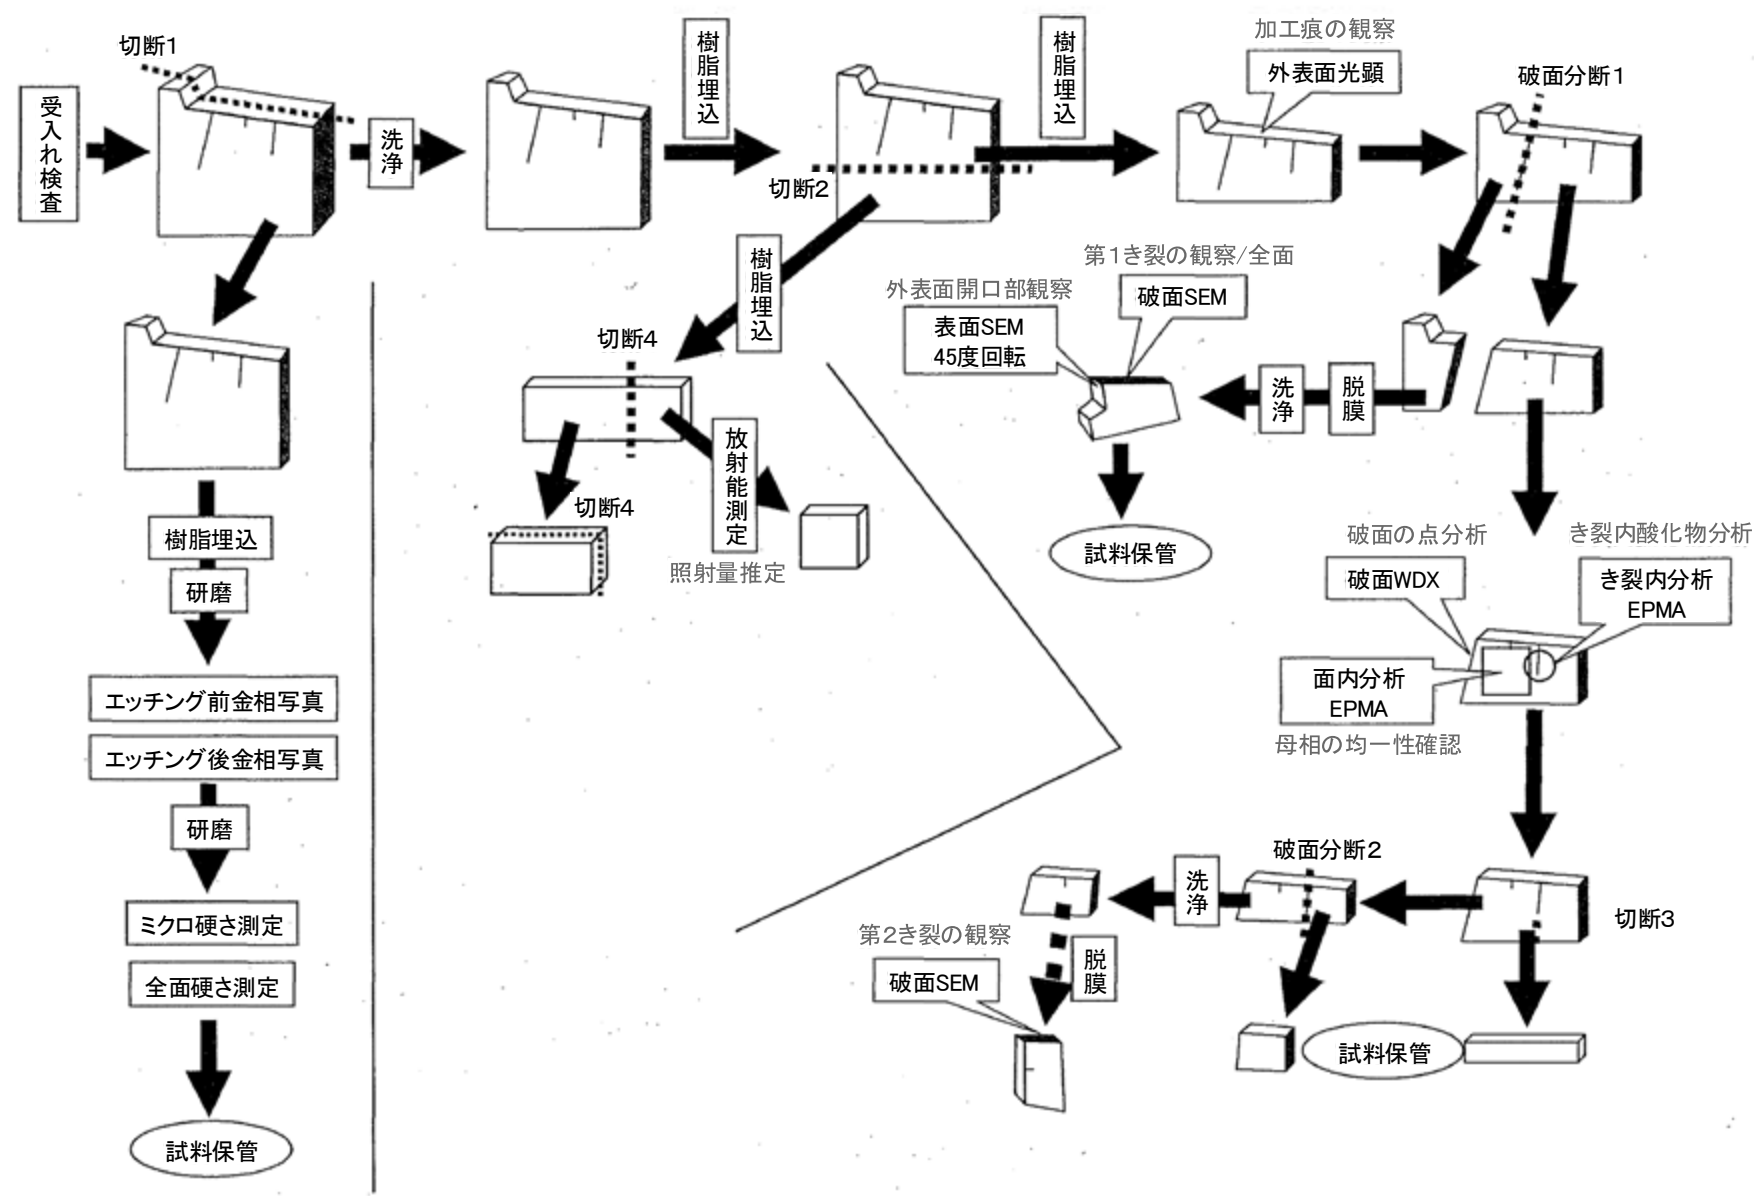 受入れ検査
切断1
洗浄
樹脂埋込
切断2
樹脂埋込
加工痕の観察
外表面光顕
破面分断1
樹脂埋込
切断4
放射能測定
切断4
照射量推定
第1き裂の観察/全面
破面SEM
外表面開口部観察
表面SEM
45度回転
洗浄
脱膜
試料保管
破面の点分析
破面WDX
き裂内酸化物分析
き裂内分析
EPMA
面内分析
EPMA
母相の均一性確認
切断3
破面分断2
洗浄
第2き裂の観察
破面SEM
脱膜
試料保管
樹脂埋込
研磨
エッチング前金相写真
エッチング後金相写真
研磨
ミクロ硬さ測定
全面硬さ測定
試料保管